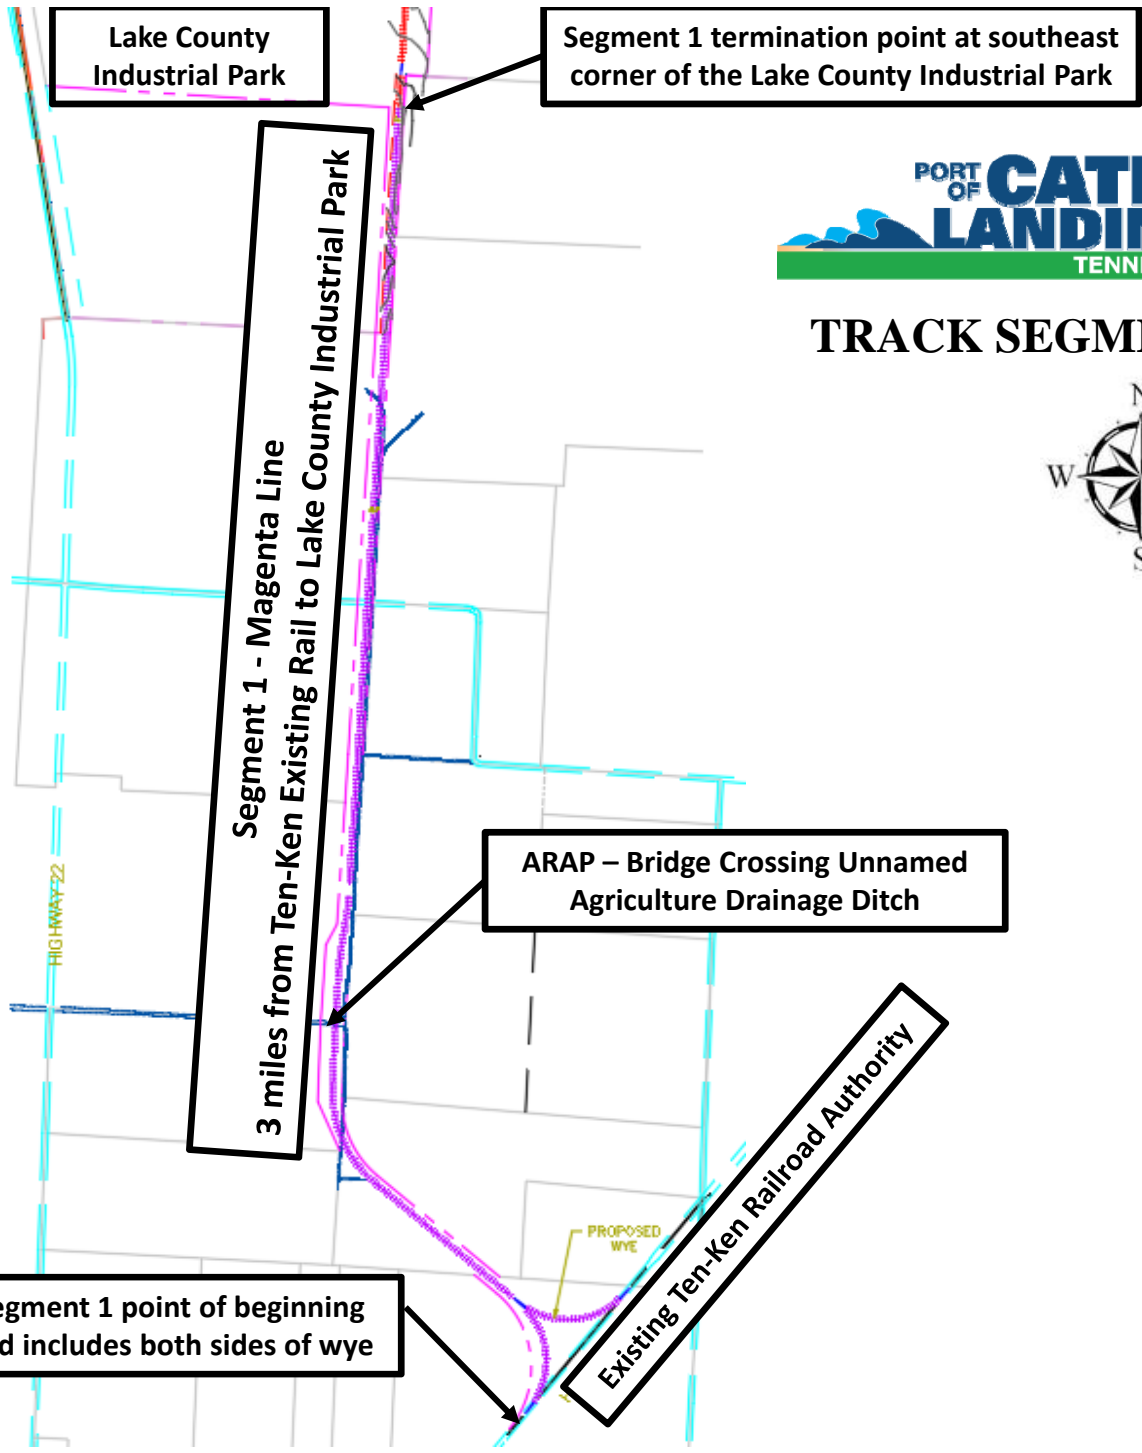 Lake County
Industrial Park
Segment 1 termination point at southeast
corner of the Lake County Industrial Park
PORT
OF
LANDIN
TENN
TRACK SEGM
N
W
S
Segment 1 - Magenta Line
3 miles from Ten-Ken Existing Rail to Lake County Industrial Park
HIGHWAY 22
ARAP – Bridge Crossing Unnamed
Agriculture Drainage Ditch
PROPOSED
WYE
Existing Ten-Ken Railroad Authority
egment 1 point of beginning
d includes both sides of wye